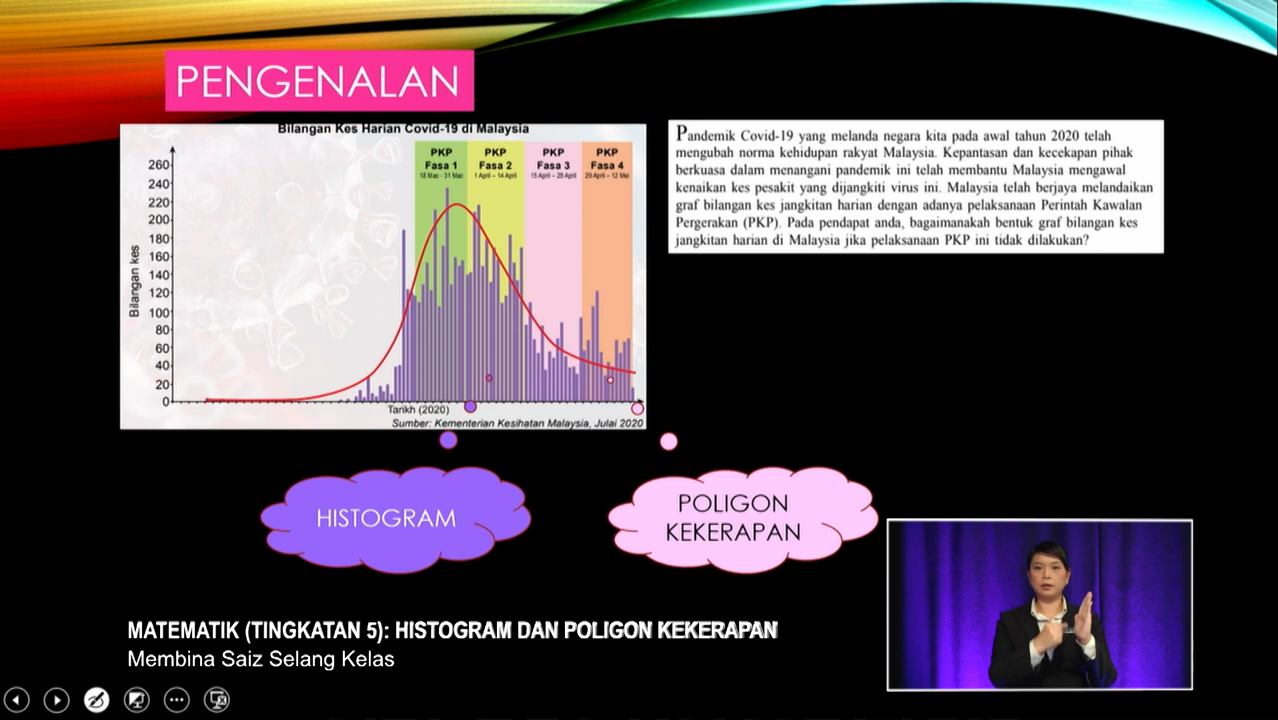 PENGENALAN
Bilangan Kes Harian Covid-19 di Malaysia
PKP PKP PKP PKP
Fasa 1 Fasa 2 Fasa 3 Fasa 4
18 Mac - 31 Mac 1 April – 14 April 15 April – 28 April 29 April – 12 Mei
Bilangan kes
260
240
220
200
180
160
140
120
100
80
60
40
20
0
Tarikh (2020)
Sumber: Kementerian Kesihatan Malaysia, Julai 2020
Pandemik Covid-19 yang melanda negara kita pada awal tahun 2020 telah
mengubah norma kehidupan rakyat Malaysia. Kepantasan dan kecekapan pihak
berkuasa dalam menangani pandemik ini telah membantu Malaysia mengawal
kenaikan kes pesakit yang dijangkiti virus ini. Malaysia telah berjaya melandaikan
graf bilangan kes jangkitan harian dengan adanya pelaksanaan Perintah Kawalan
Pergerakan (PKP). Pada pendapat anda, bagaimanakah bentuk graf bilangan kes
jangkitan harian di Malaysia jika pelaksanaan PKP ini tidak dilakukan?
HISTOGRAM
POLIGON
KEKERAPAN
MATEMATIK (TINGKATAN 5): HISTOGRAM DAN POLIGON KEKERAPAN
Membina Saiz Selang Kelas